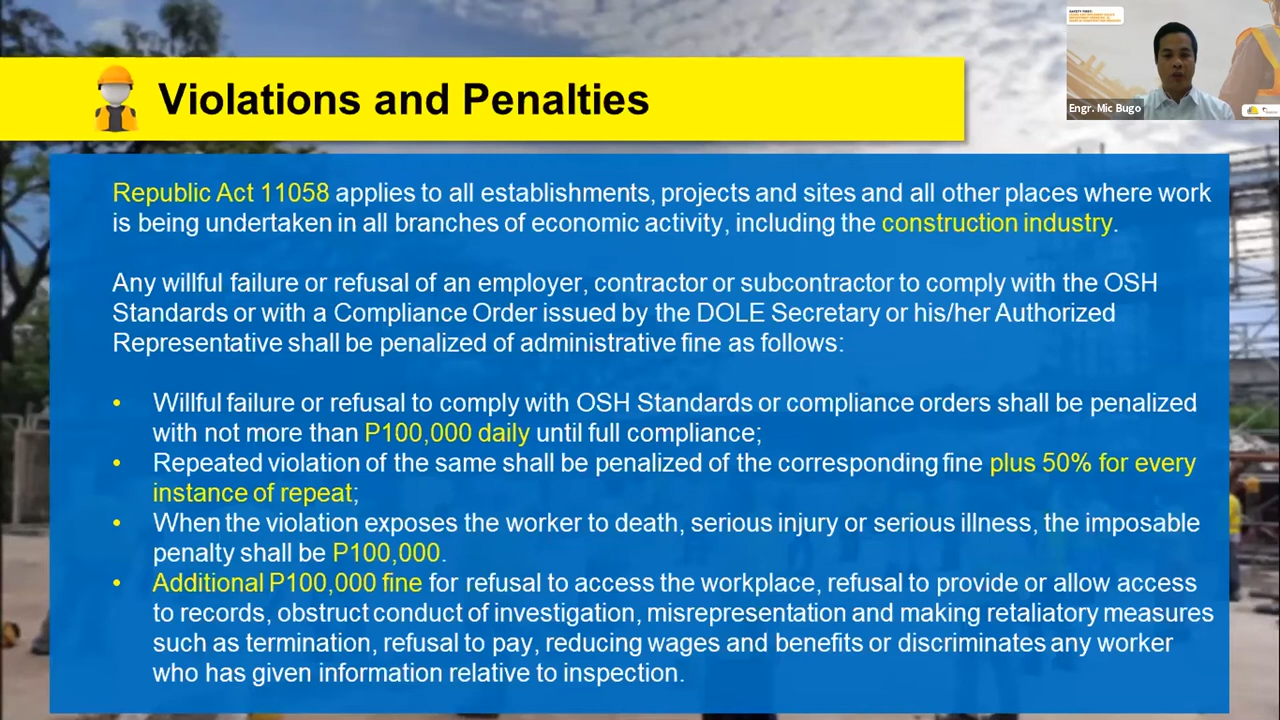 SAFETY FIRST:
Engr. Mic Bugo
Violations and Penalties
Republic Act 11058 applies to all establishments, projects and sites and all other places where work
is being undertaken in all branches of economic activity, including the construction industry.
Any willful failure or refusal of an employer, contractor or subcontractor to comply with the OSH
Standards or with a Compliance Order issued by the DOLE Secretary or his/her Authorized
Representative shall be penalized of administrative fine as follows:
• Willful failure or refusal to comply with OSH Standards or compliance orders shall be penalized
with not more than P100,000 daily until full compliance;
• Repeated violation of the same shall be penalized of the corresponding fine plus 50% for every
instance of repeat;
• When the violation exposes the worker to death, serious injury or serious illness, the imposable
penalty shall be P100,000.
• Additional P100,000 fine for refusal to access the workplace, refusal to provide or allow access
to records, obstruct conduct of investigation, misrepresentation and making retaliatory measures
such as termination, refusal to pay, reducing wages and benefits or discriminates any worker
who has given information relative to inspection.